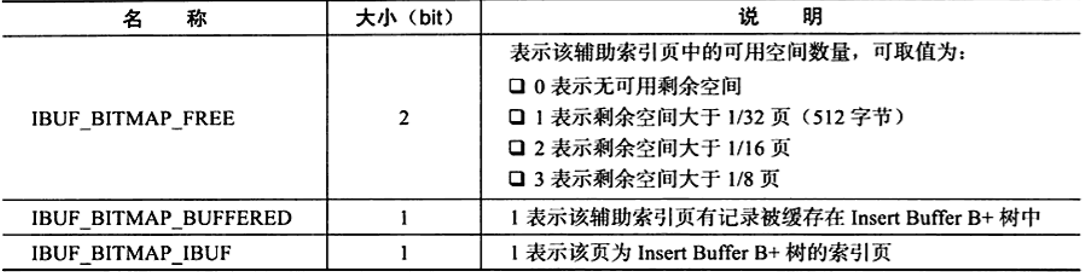 名 称 大小（bit） 说 明
表示该辅助索引页中的可用空间数量，可取值为：
❑ 0 表示无可用剩余空间
IBUF_BITMAP_FREE 2 ❑ 1 表示剩余空间大于 1/32 页（512 字节）
❑ 2 表示剩余空间大于 1/16 页
❑ 3 表示剩余空间大于 1/8 页
IBUF_BITMAP_BUFFERED 1 1 表示该辅助索引页有记录被缓存在 Insert Buffer B+ 树中
IBUF_BITMAP_IBUF 1 1 表示该页为 Insert Buffer B+ 树的索引页